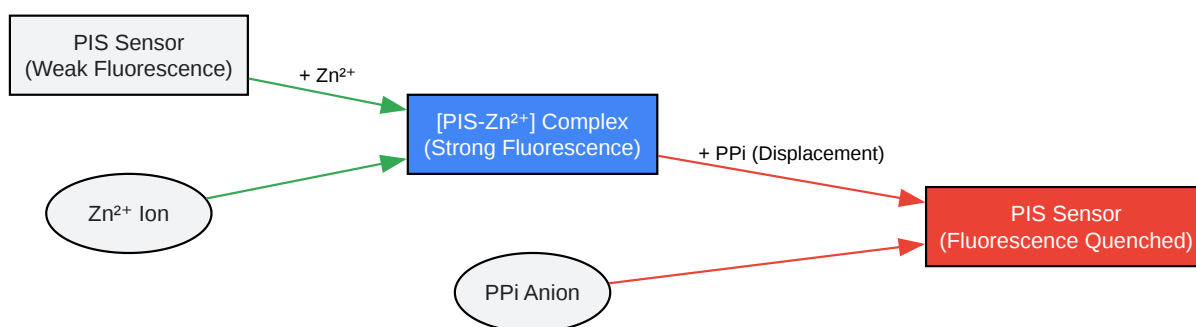 PIS Sensor
(Weak Fluorescence)
+ Zn²⁺
[PIS-Zn²⁺] Complex
(Strong Fluorescence)
+ PPi (Displacement)
Zn²⁺ Ion
PIS Sensor
(Fluorescence Quenched)
PPi Anion